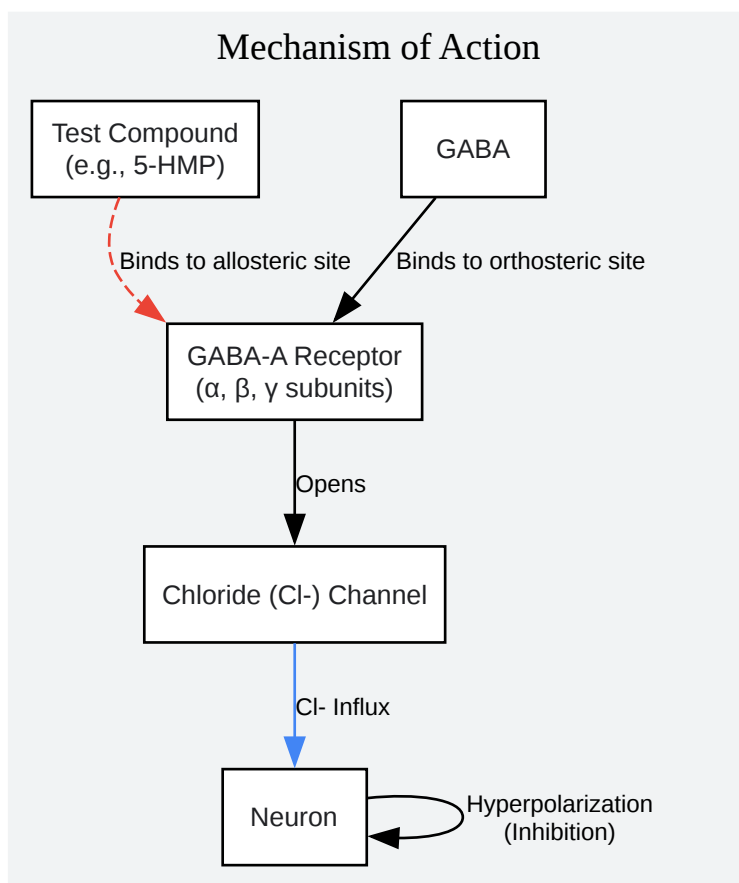 Mechanism of Action
Test Compound
(e.g., 5-HMP)
GABA
Binds to allosteric site
Binds to orthosteric site
GABA-A Receptor
(α, β, γ subunits)
Opens
Chloride (Cl-) Channel
Cl- Influx
Neuron
Hyperpolarization
(Inhibition)